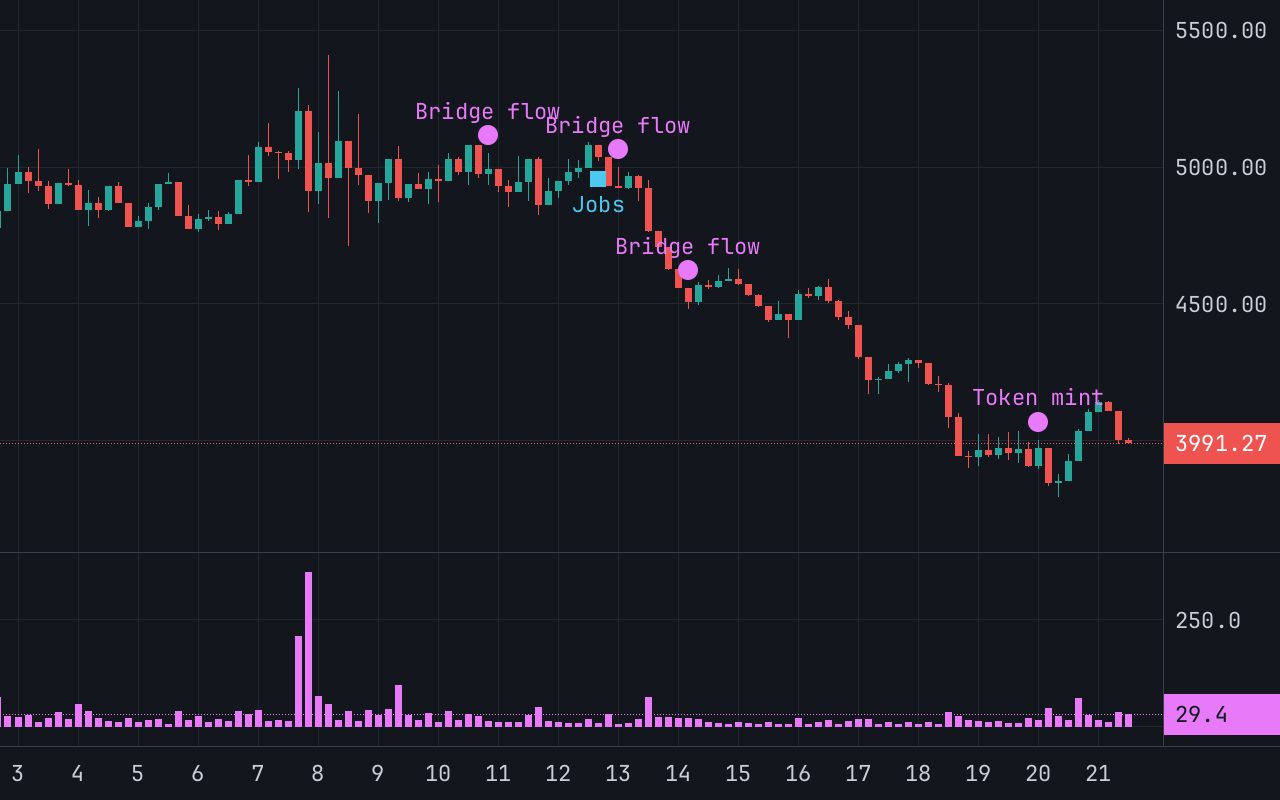 5500.00
Bridge flow
Bridge flow
5000.00
Jobs
Bridge flow
4500.00
Token mint
3991.27
250.0
29.4
3 4 5 6 7 8 9 10 11 12 13 14 15 16 17 18 19 20 21